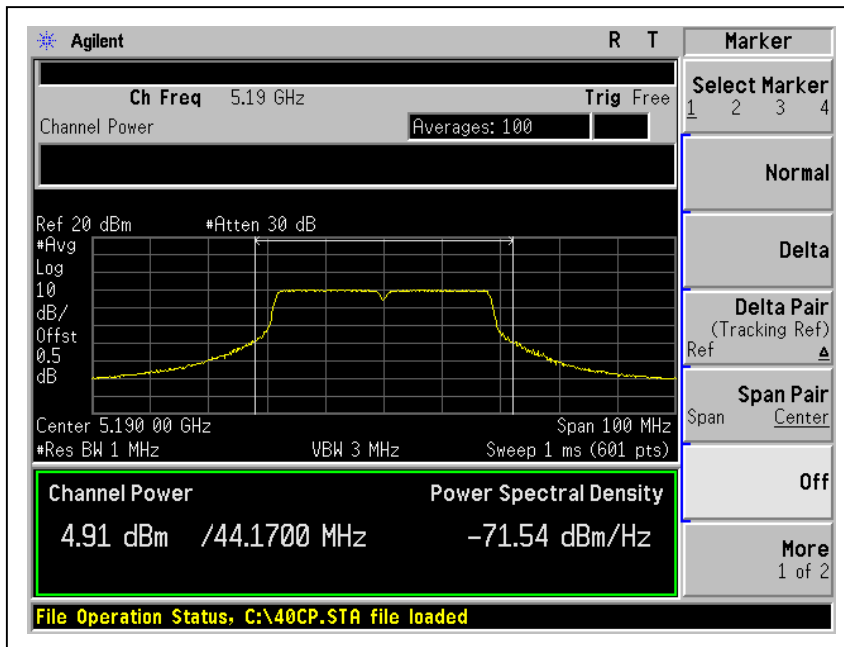 Agilent R T
Ch Freq 5.19 GHz Trig Free
Channel Power Averages: 100
Ref 20 dBm #Atten 30 dB
#Avg
Log
10
dB/
Offst
0.5
dB
Center 5.190 00 GHz Span 100 MHz
#Res BW 1 MHz VBW 3 MHz Sweep 1 ms (601 pts)
Channel Power Power Spectral Density
4.91 dBm /44.1700 MHz -71.54 dBm/Hz
File Operation Status, C:\40CP.STA file loaded
Marker
Select Marker
1 2 3 4
Normal
Delta
Delta Pair
(Tracking Ref)
Ref Δ
Span Pair
Span Center
Off
More
1 of 2